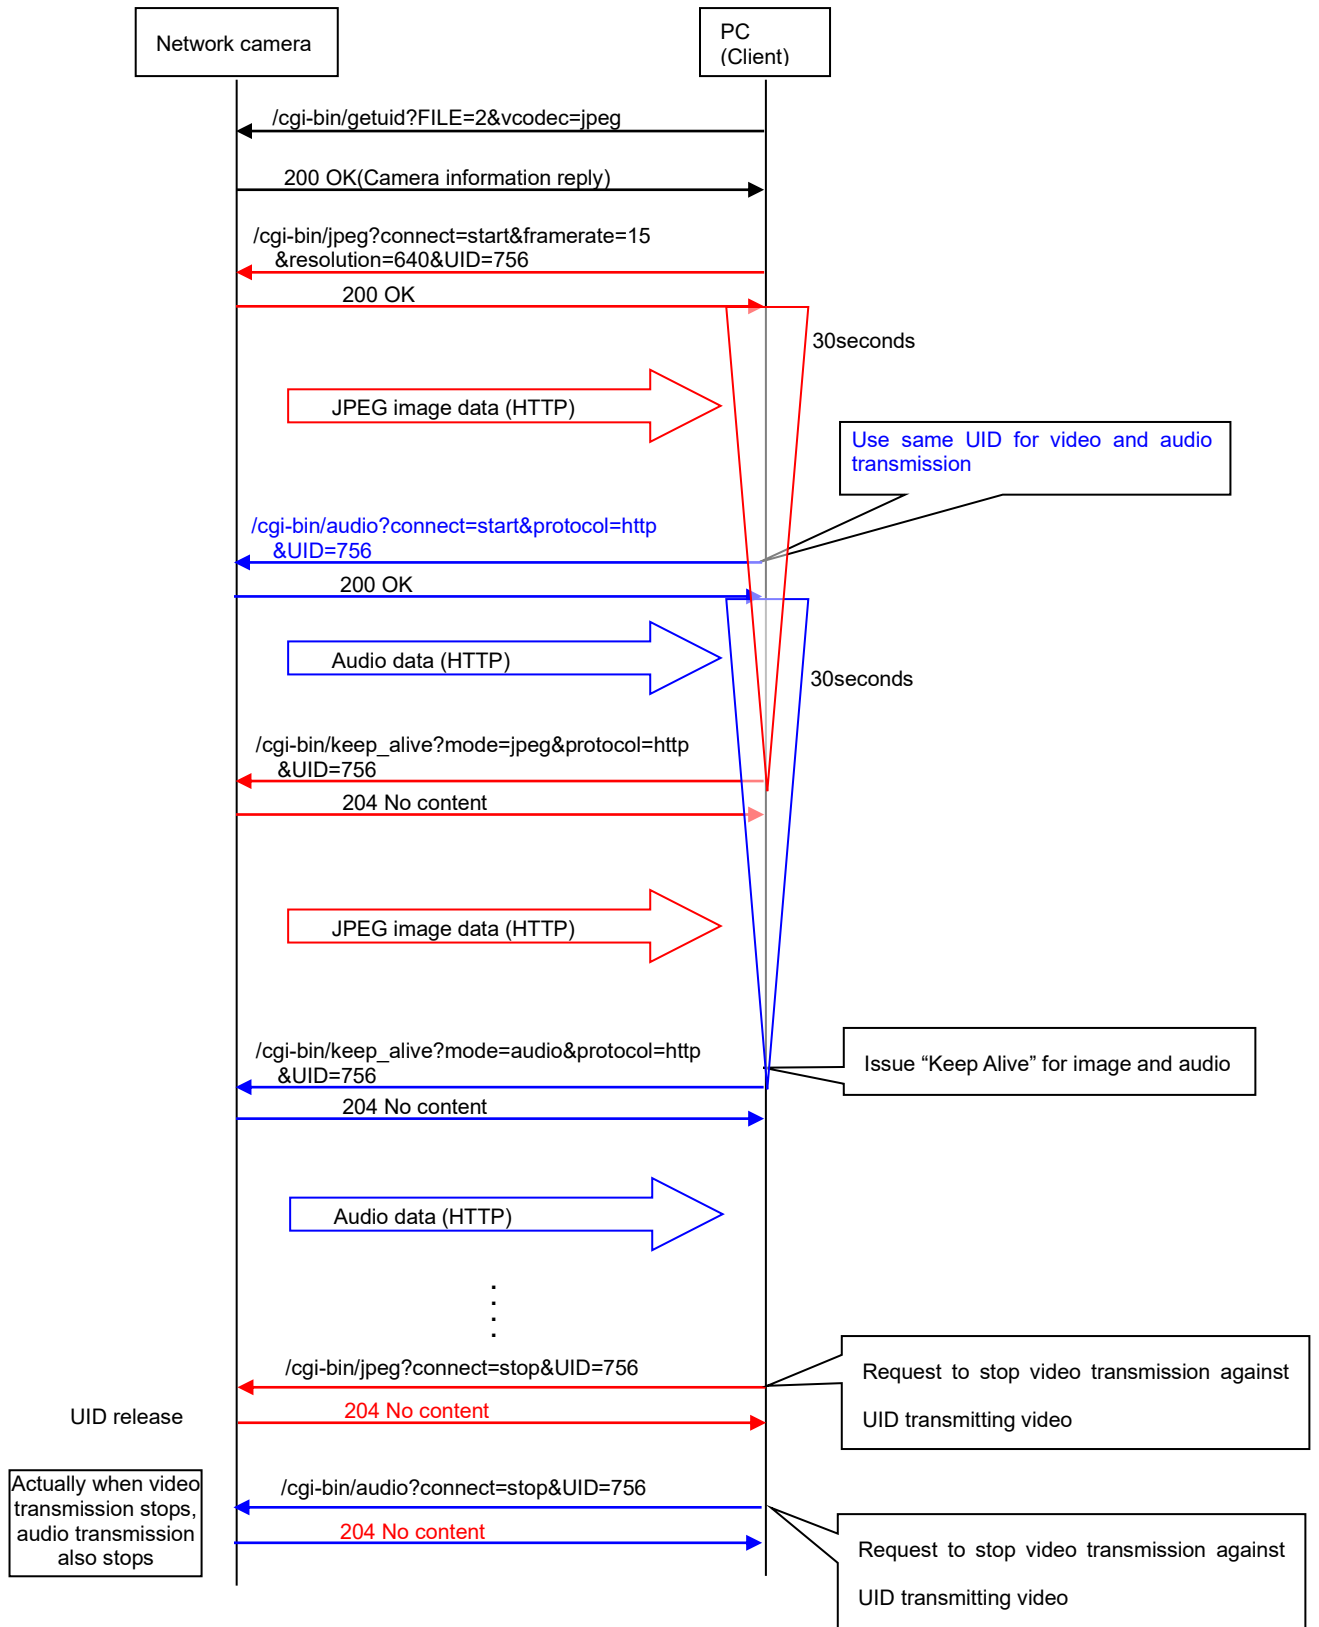 Network camera
PC
(Client)
/cgi-bin/getuid?FILE=2&vcodec=jpeg
200 OK(Camera information reply)
/cgi-bin/jpeg?connect=start&framerate=15
&resolution=640&UID=756
200 OK
30seconds
JPEG image data (HTTP)
Use same UID for video and audio
transmission
/cgi-bin/audio?connect=start&protocol=http
&UID=756
200 OK
Audio data (HTTP)
30seconds
/cgi-bin/keep_alive?mode=jpeg&protocol=http
&UID=756
204 No content
JPEG image data (HTTP)
/cgi-bin/keep_alive?mode=audio&protocol=http
&UID=756
Issue “Keep Alive” for image and audio
204 No content
Audio data (HTTP)
/cgi-bin/jpeg?connect=stop&UID=756
Request to stop video transmission against
UID transmitting video
204 No content
UID release
Actually when video
transmission stops,
audio transmission
also stops
/cgi-bin/audio?connect=stop&UID=756
204 No content
Request to stop video transmission against
UID transmitting video